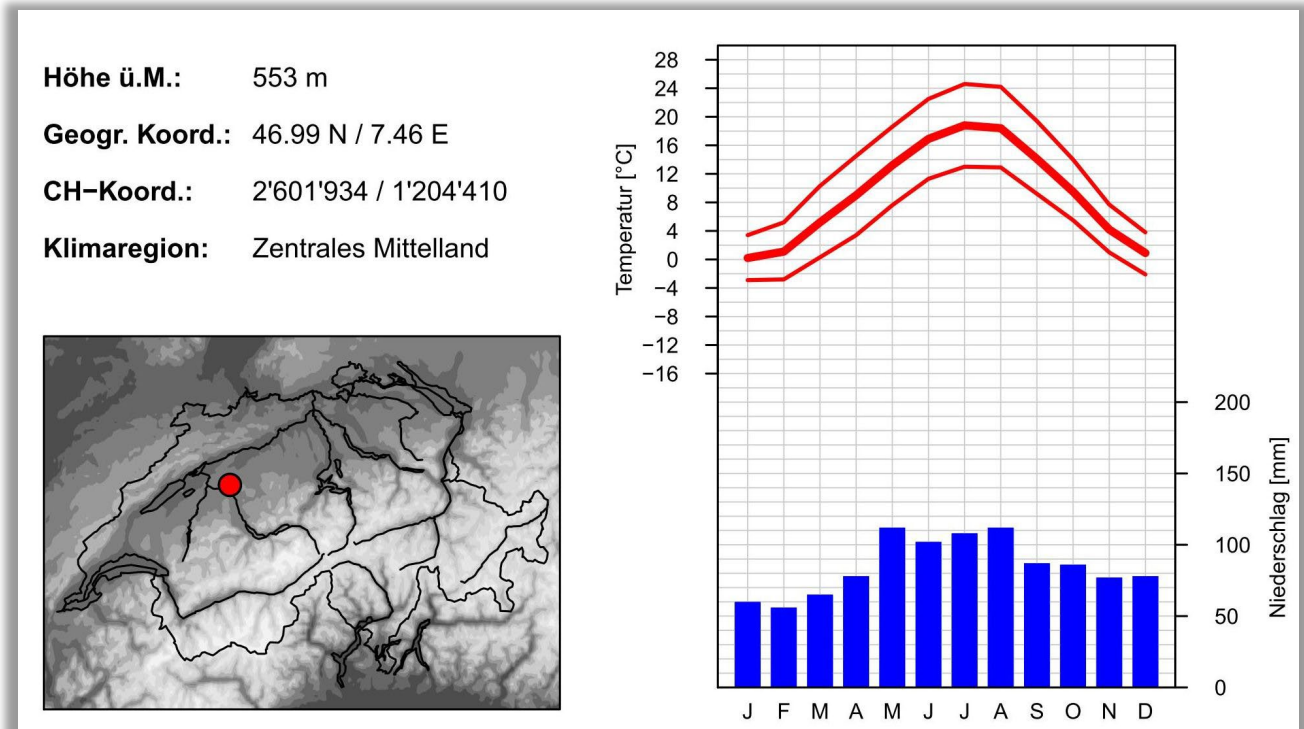 Höhe ü.M.: 553 m
Geogr. Koord.: 46.99 N / 7.46 E
CH−Koord.: 2'601'934 / 1'204'410
Klimaregion: Zentrales Mittelland
Temperatur [°C]
28
24
20
16
12
8
4
0
−4
−8
−12
−16
200
150
100
50
0
Niederschlag [mm]
J F M A M J J A S O N D